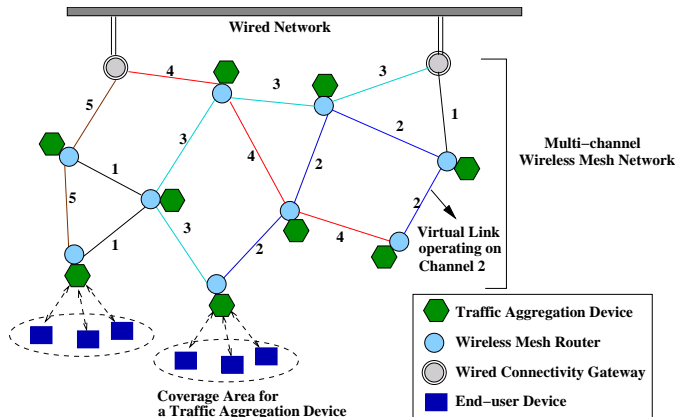 Wired Network
4
3
3
5
3
1
4
2
2
1
5
3
1
2
4
2
Multi−channel
Wireless Mesh Network
Virtual Link
operating on
Channel 2
Coverage Area for
a Traffic Aggregation Device
Traffic Aggregation Device
Wireless Mesh Router
Wired Connectivity Gateway
End−user Device